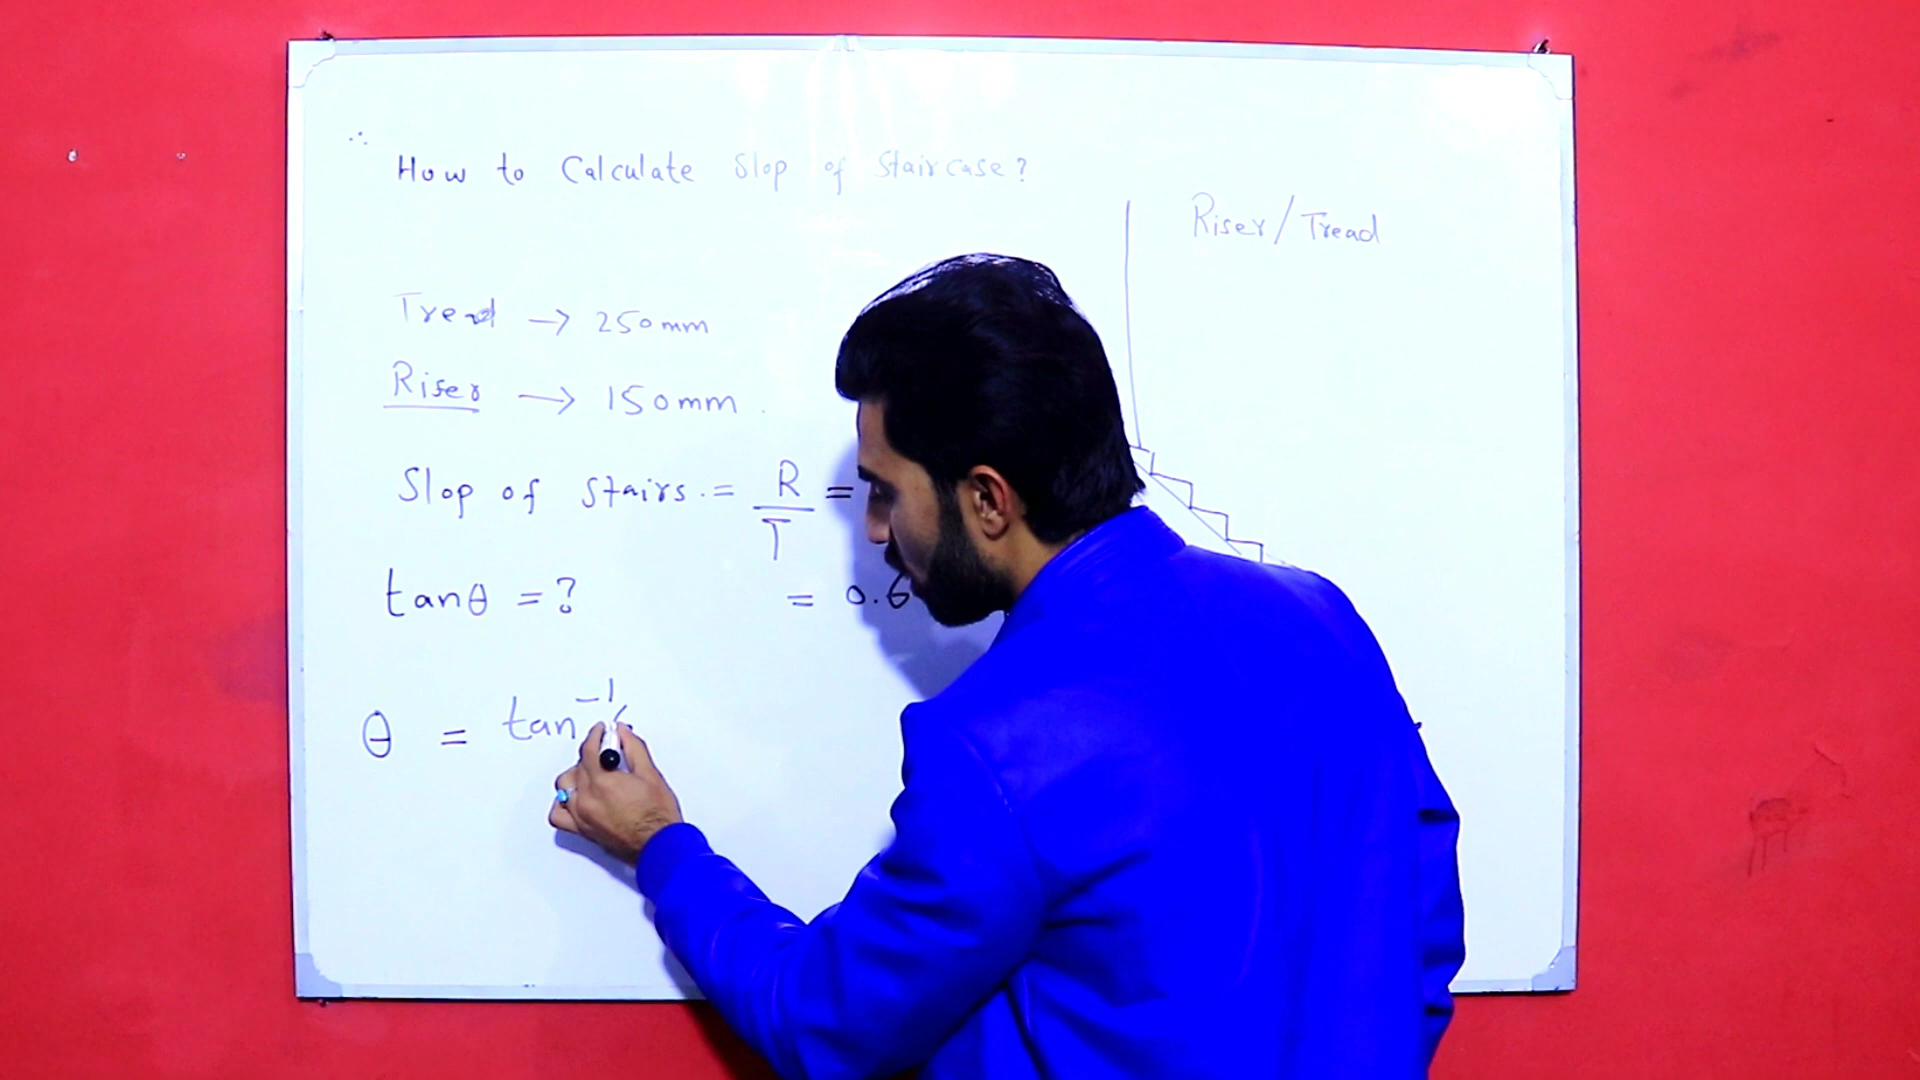 How to Calculate Slop of Staircase?
Riser/Tread
Tread → 250mm
Riser → 150mm.
Slop of stairs. = R/T =
tanθ = ?
= 0.6
θ = tan⁻¹